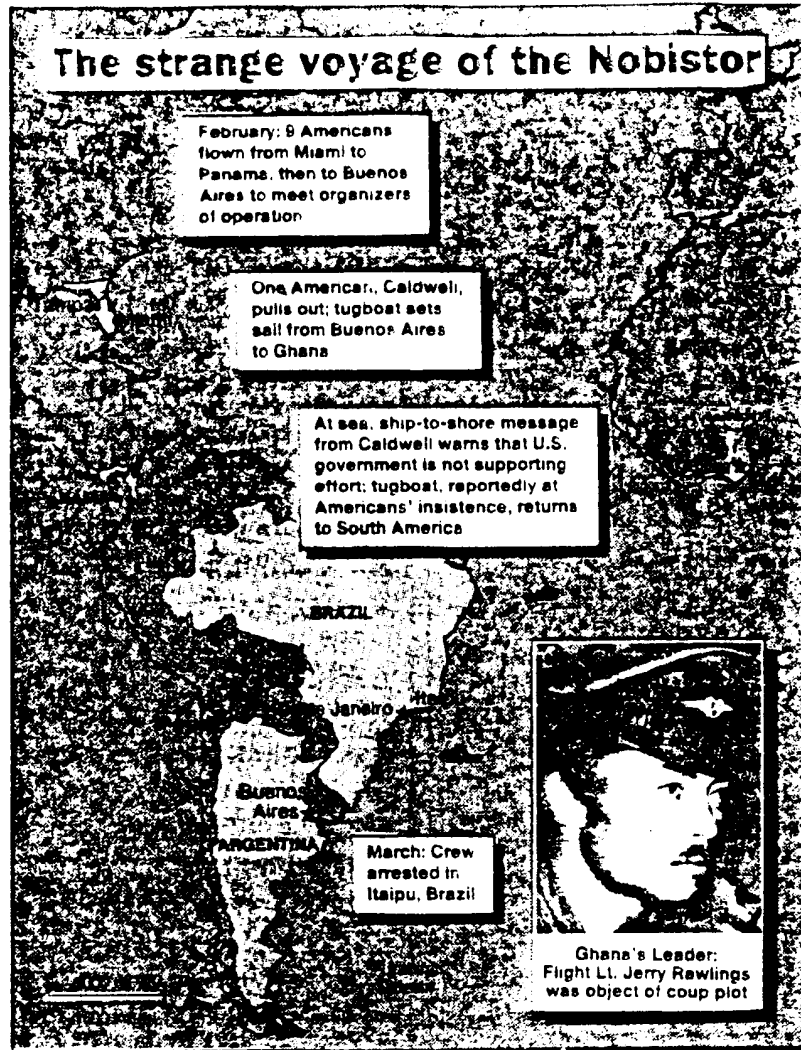 The strange voyage of the Nobistor
February: 9 Americans
flown from Miami to
Panama, then to Buenos
Aires to meet organizers
of operation
One American, Caldwell,
pulls out; tugboat sets
sail from Buenos Aires
to Ghana
At sea, ship-to-shore message
from Caldwell warns that U.S.
government is not supporting
effort; tugboat, reportedly at
Americans' insistence, returns
to South America
BRAZIL
Janeiro
Buenos
Aires
ARGENTINA
March: Crew
arrested in
Itaipu, Brazil
Ghana's Leader:
Flight Lt. Jerry Rawlings
was object of coup plot